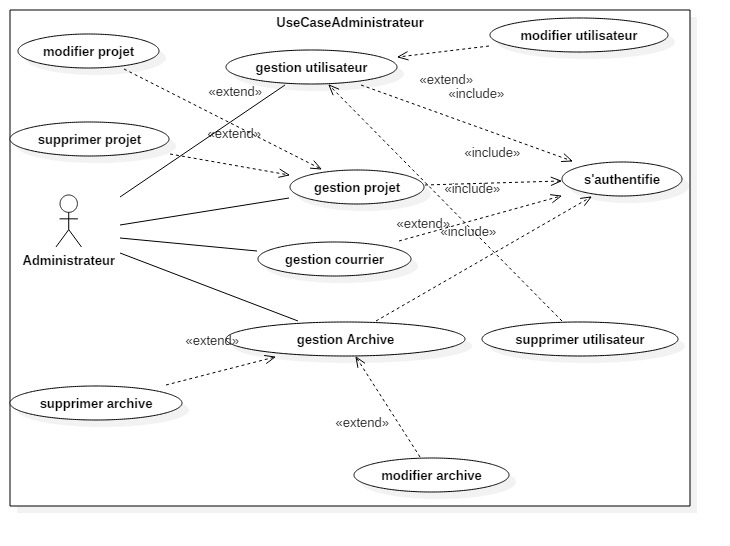 UseCaseAdministrateur
modifier projet
modifier utilisateur
gestion utilisateur
«extend»
«extend»
«include»
«extend»
supprimer projet
«include»
gestion projet
«include»
s'authentifie
«extend»
«include»
Administrateur
gestion courrier
«extend»
gestion Archive
supprimer utilisateur
supprimer archive
«extend»
modifier archive